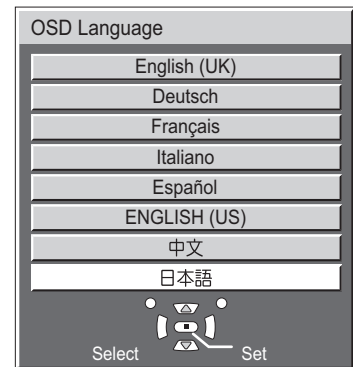 OSD Language
English (UK)
Deutsch
Français
Italiano
Español
ENGLISH (US)
中文
日本語
Select Set